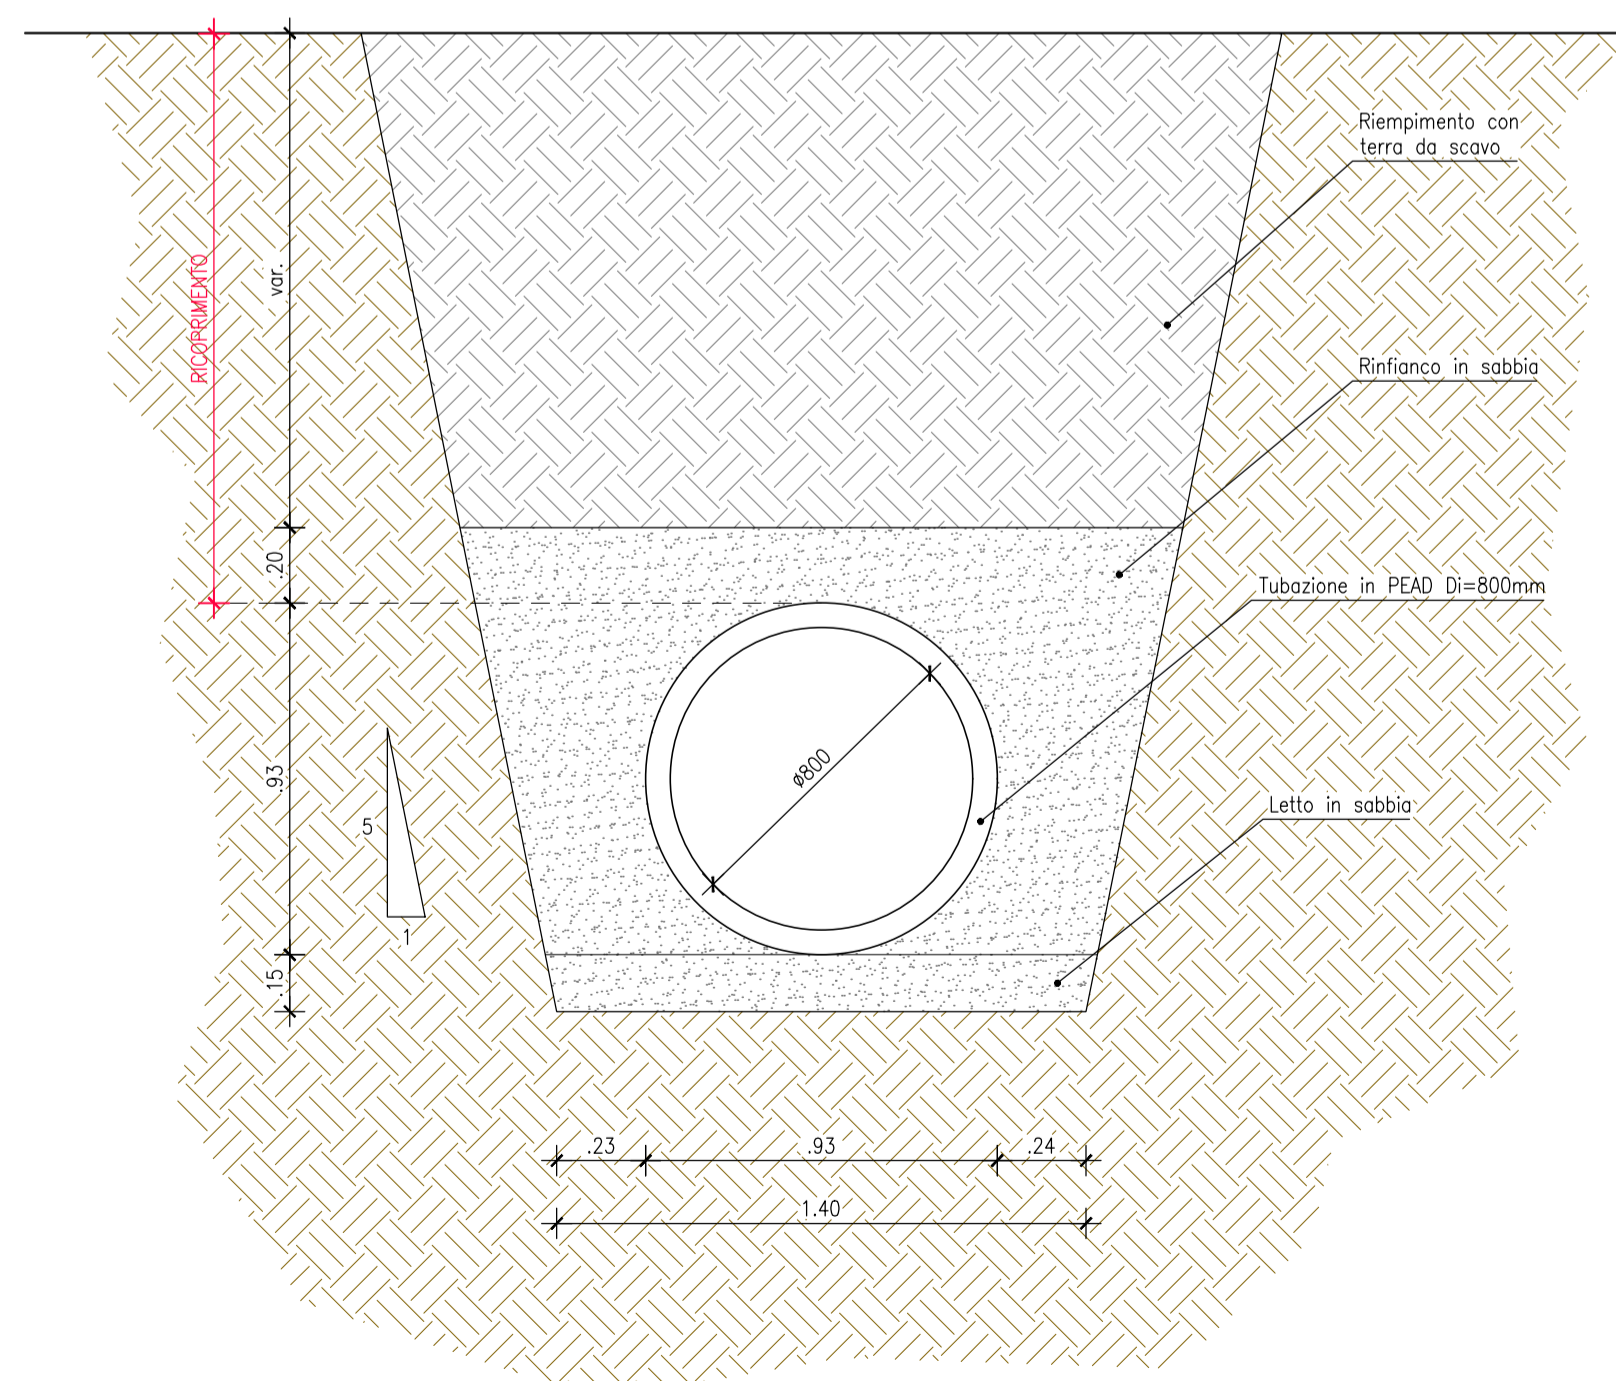 Riempimento con
terra da scavo
RICOPRIMENTO
var.
Rinfianco in sabbia
.20
Tubazione in PEAD Di=800mm
ø800
.93
5
Letto in sabbia
1
.15
.23
.93
.24
1.40